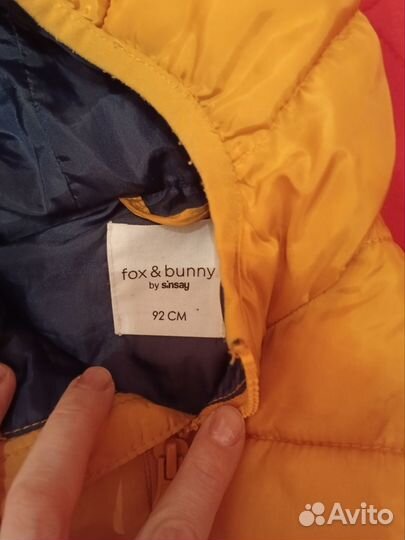 fox & bunny
by sinsay
92 CM
Avito